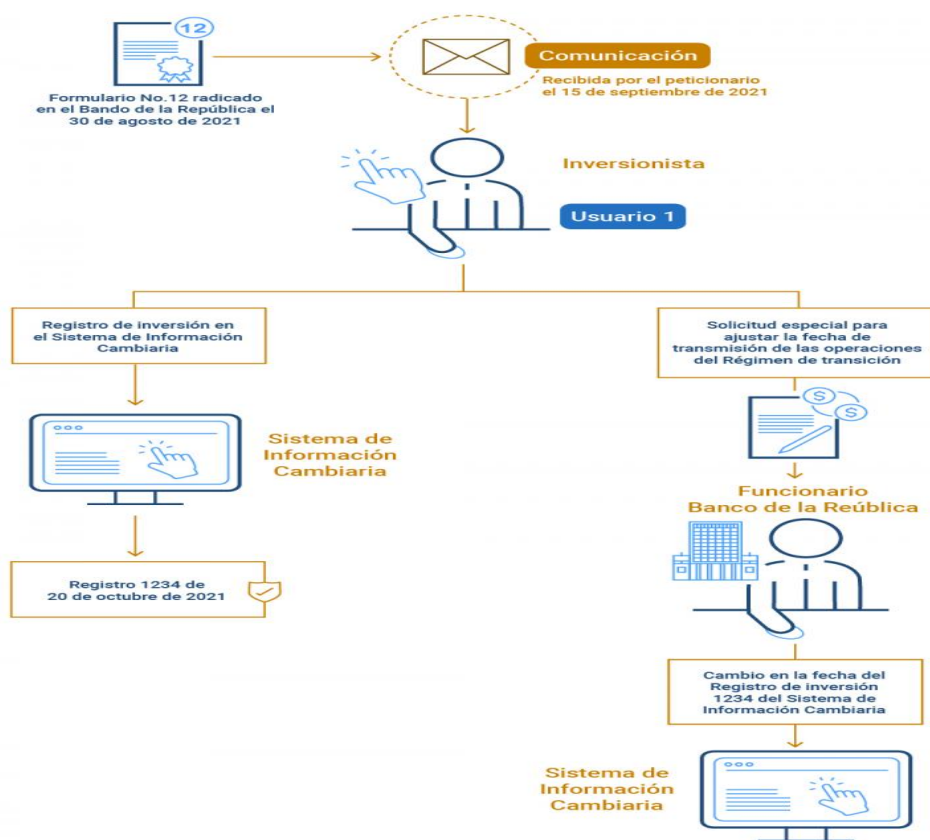 12
Comunicación
Recibida por el peticionario
el 15 de septiembre de 2021
Formulario No.12 radicado
en el Bando de la República el
30 de agosto de 2021
Inversionista
Usuario 1
Registro de inversión en
el Sistema de Información
Cambiaria
Sistema de
Información
Cambiaria
Registro 1234 de
20 de octubre de 2021
Solicitud especial para
ajustar la fecha de
transmisión de las operaciones
del Régimen de transición
$
$
Funcionario
Banco de la Reública
Cambio en la fecha del
Registro de inversión
1234 del Sistema de
Información Cambiaria
Sistema de
Información
Cambiaria